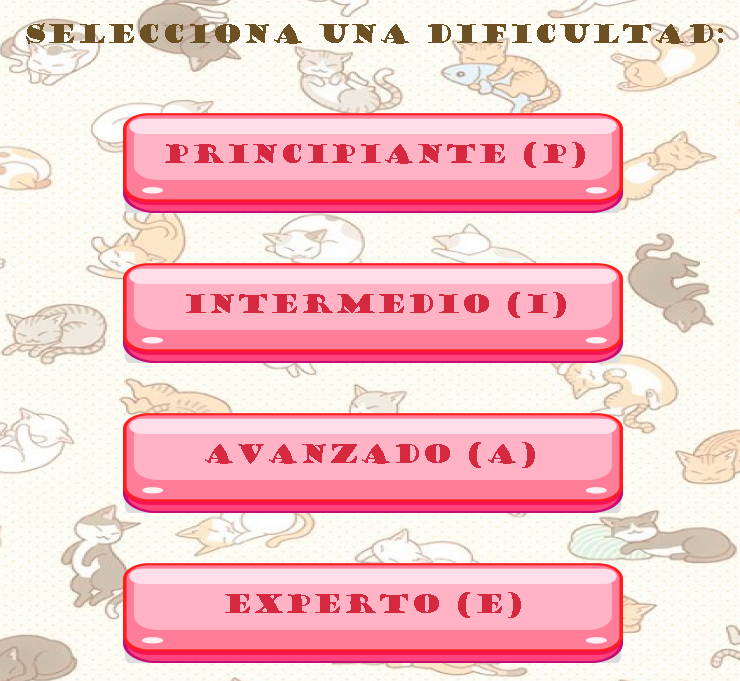 SELECCIONA UNA DIFICULTAD:
PRINCIPIANTE (P)
INTERMEDIO (I)
AVANZADO (A)
EXPERTO (E)